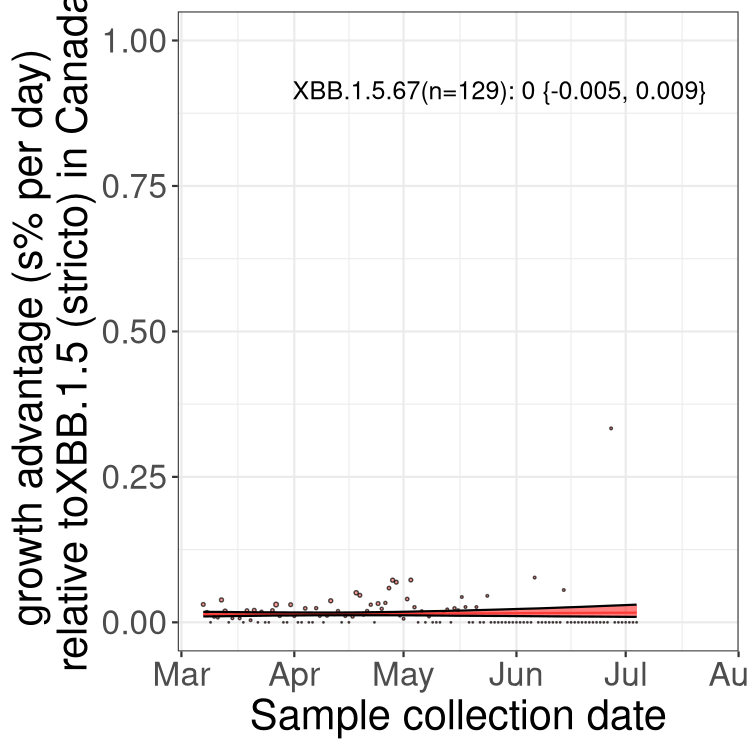 growth advantage (s% per day)
relative toXBB.1.5 (stricto) in Canada
1.00
0.75
0.50
0.25
0.00
XBB.1.5.67(n=129): 0 {-0.005, 0.009}
Mar Apr May Jun Jul Au
Sample collection date